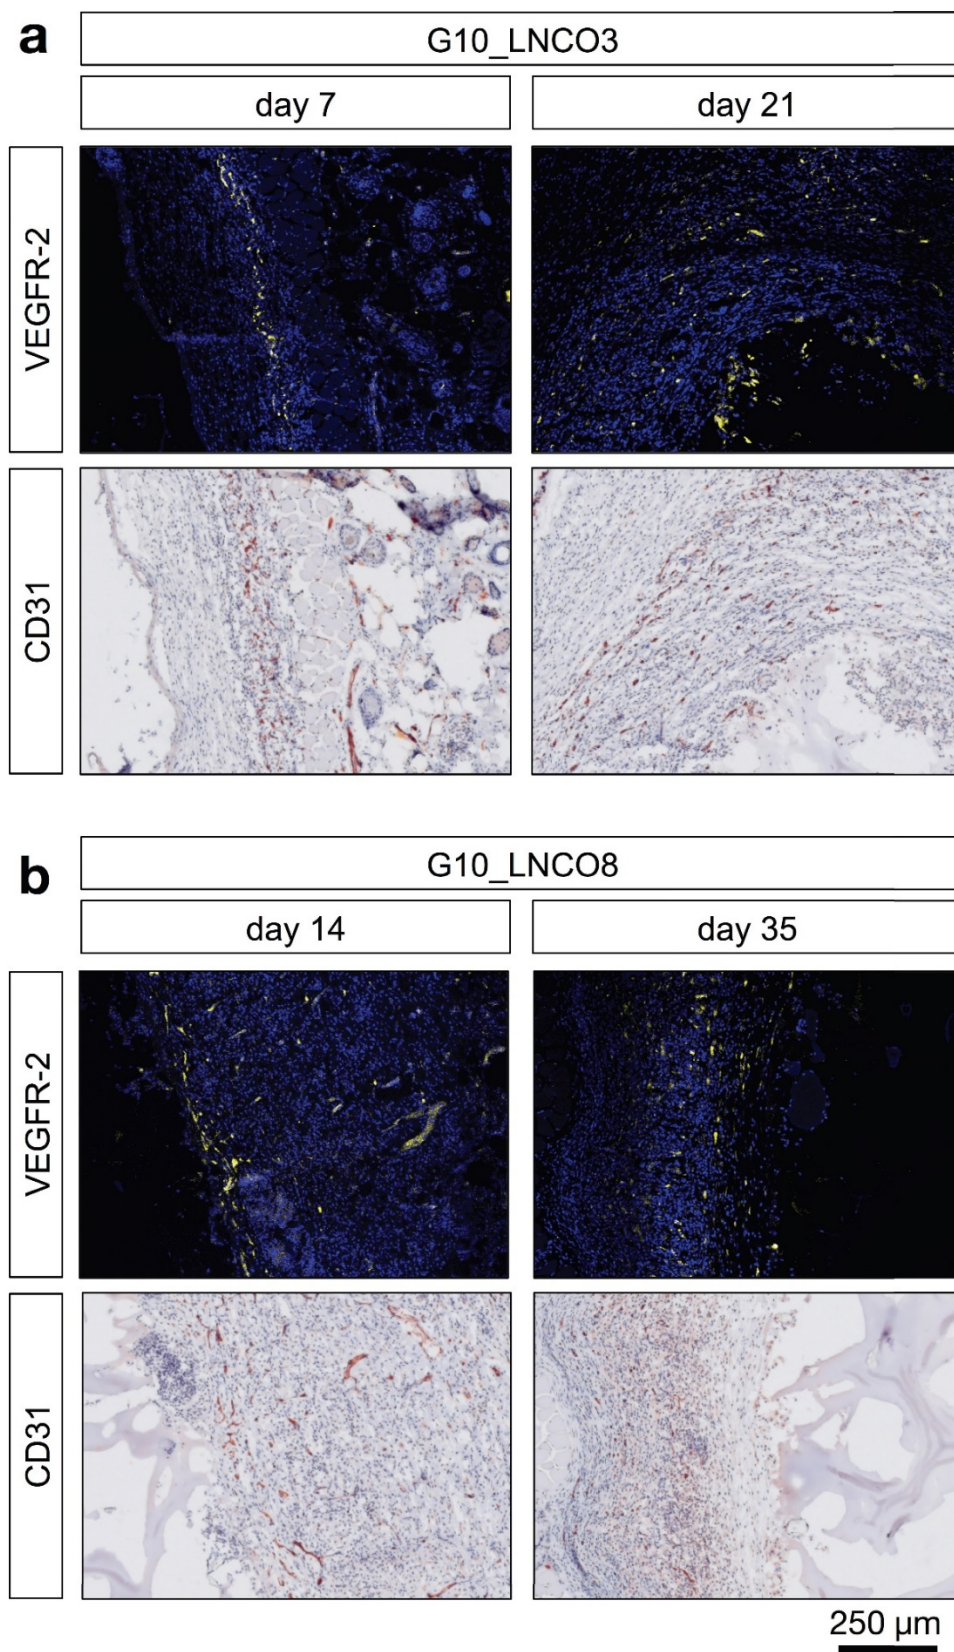 a
G10_LNCO3
day 7
day 21
VEGFR-2
CD31
b
G10_LNCO8
day 14
day 35
VEGFR-2
CD31
250 µm